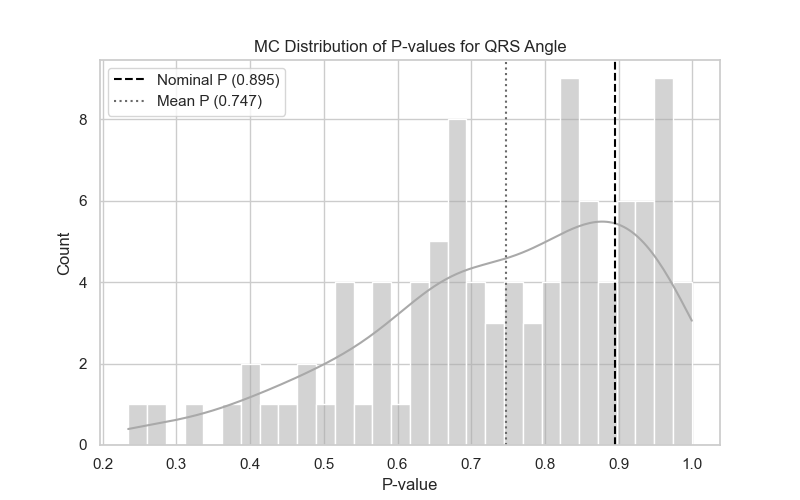 MC Distribution of P-values for QRS Angle
Nominal P (0.895)
Mean P (0.747)
Count
8
6
4
2
0
0.2 0.3 0.4 0.5 0.6 0.7 0.8 0.9 1.0
P-value